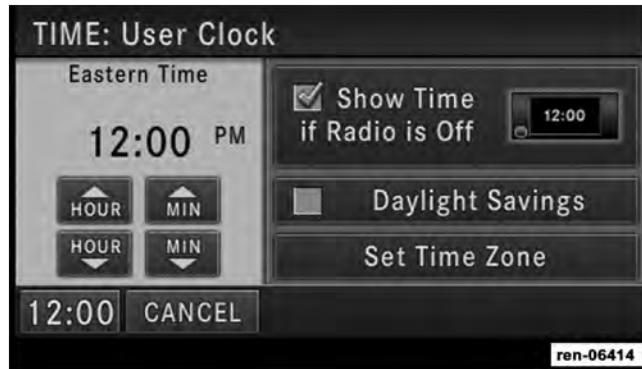 TIME: User Clock
Eastern Time
12:00 PM
HOUR MIN
HOUR MIN
Show Time
if Radio is Off
12:00
Daylight Savings
Set Time Zone
12:00 CANCEL
ren-06414